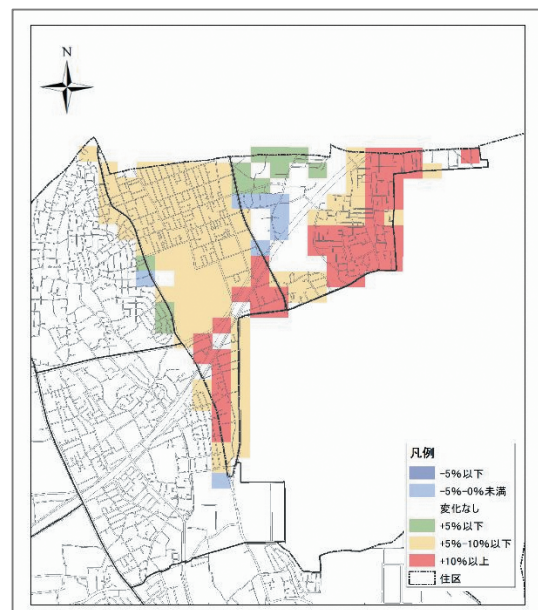 N
凡例
-5%以下
-5%-0%未満
変化なし
+5%以下
+5%-10%以下
+10%以上
住区